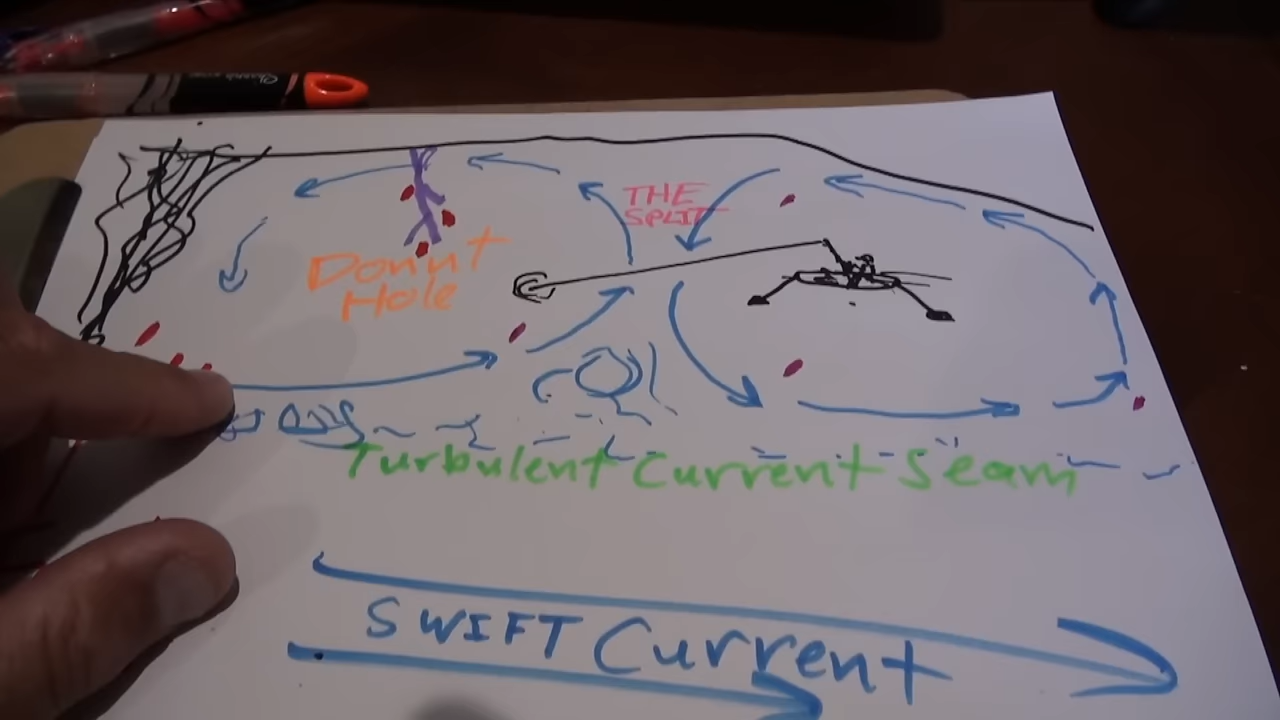 THE
SPLIT
Donut
Hole
Turbulent Current Seam
SWIFT Current